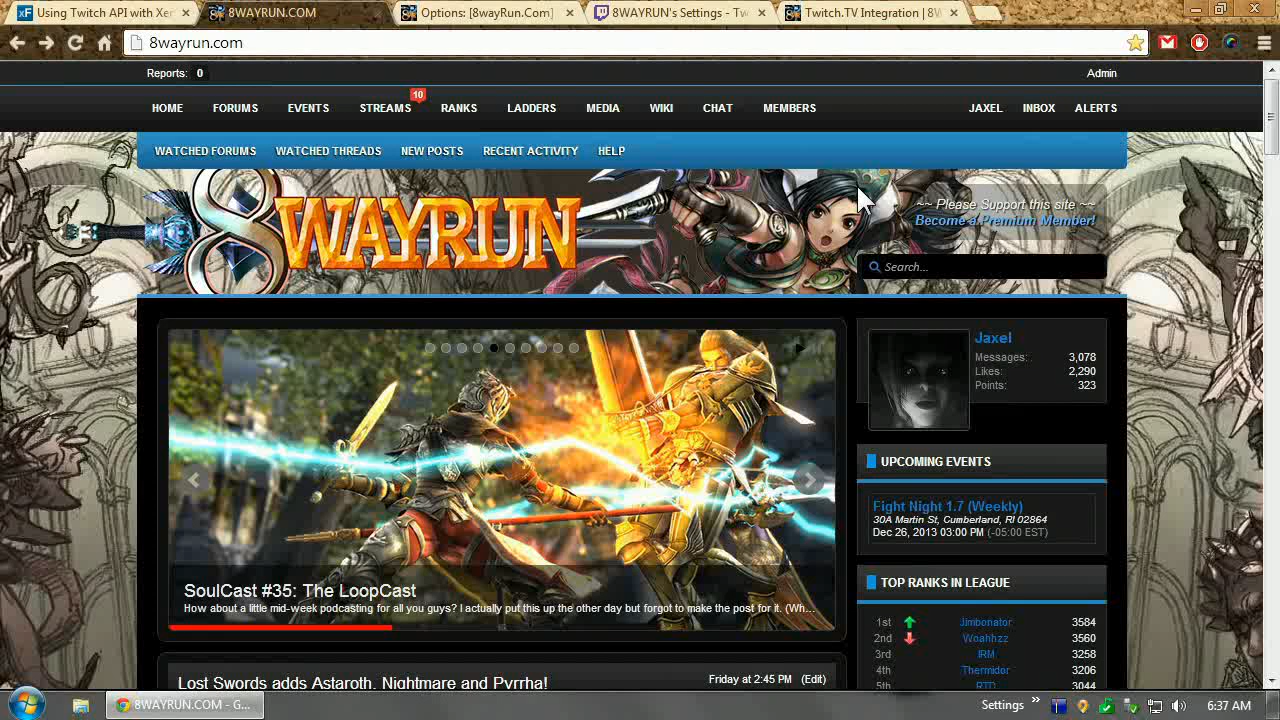 Using Twitch API with Xer
8WAYRUN.COM
Options: [8wayRun.Com]
8WAYRUN's Settings - Tw
Twitch.TV Integration | 8W
8wayrun.com
Reports: 0
Admin
HOME FORUMS EVENTS STREAMS 10 RANKS LADDERS MEDIA WIKI CHAT MEMBERS JAXEL INBOX ALERTS
WATCHED FORUMS WATCHED THREADS NEW POSTS RECENT ACTIVITY HELP
8WAYRUN
~~ Please Support this site ~~
Become a Premium Member!
Search...
SoulCast #35: The LoopCast
How about a little mid-week podcasting for all you guys? I actually put this up the other day but forgot to make the post for it. (Wh...
Lost Swords adds Astaroth, Nightmare and Pyrrha!
Friday at 2:45 PM (Edit)
Jaxel
Messages: 3,078
Likes: 2,290
Points: 323
UPCOMING EVENTS
Fight Night 1.7 (Weekly)
30A Martin St, Cumberland, RI 02864
Dec 26, 2013 03:00 PM (-05:00 EST)
TOP RANKS IN LEAGUE
1st Jimbonator 3584
2nd Woahhzz 3560
3rd IRM 3258
4th Thermidor 3206
5th RTD 3044
8WAYRUN.COM - G...
Settings
6:37 AM